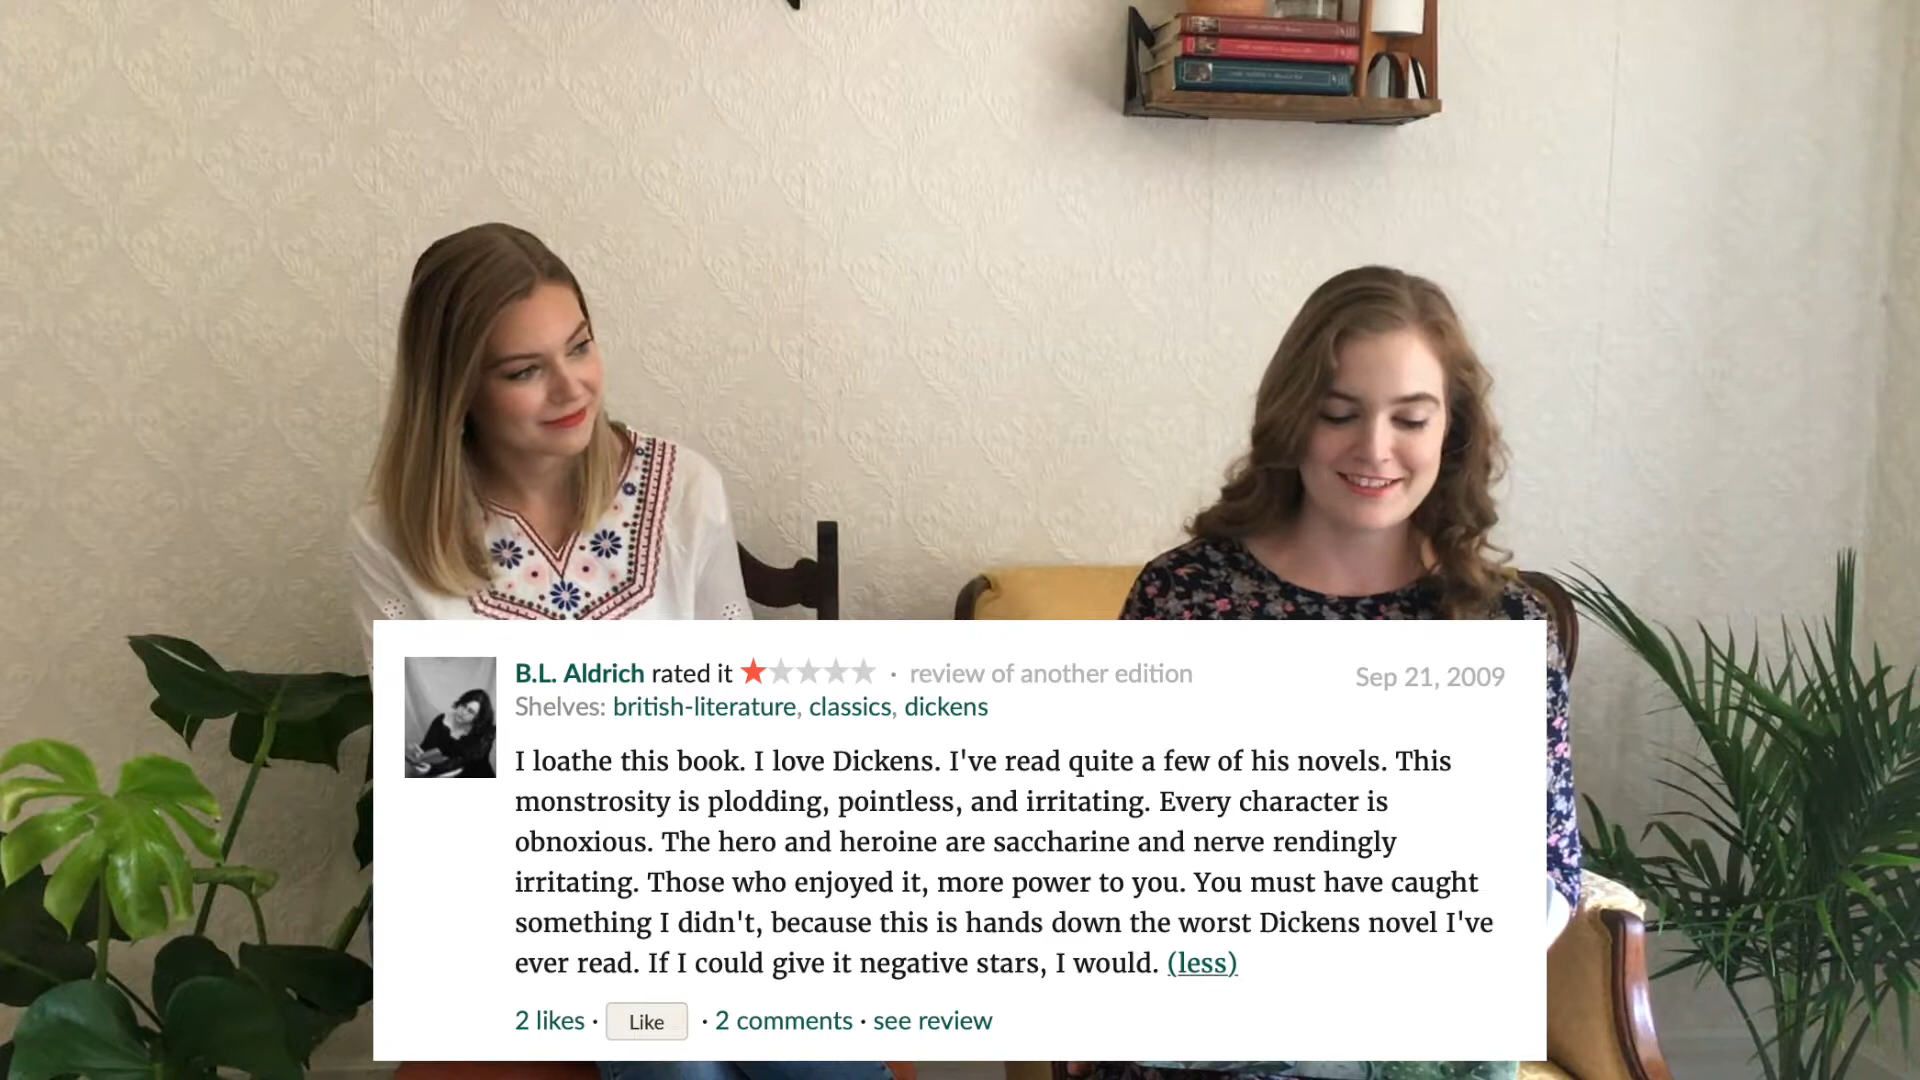 B.L. Aldrich rated it · review of another edition Sep 21, 2009
Shelves: british-literature, classics, dickens
I loathe this book. I love Dickens. I've read quite a few of his novels. This
monstrosity is plodding, pointless, and irritating. Every character is
obnoxious. The hero and heroine are saccharine and nerve rendingly
irritating. Those who enjoyed it, more power to you. You must have caught
something I didn't, because this is hands down the worst Dickens novel I've
ever read. If I could give it negative stars, I would. (less)
2 likes · Like · 2 comments · see review